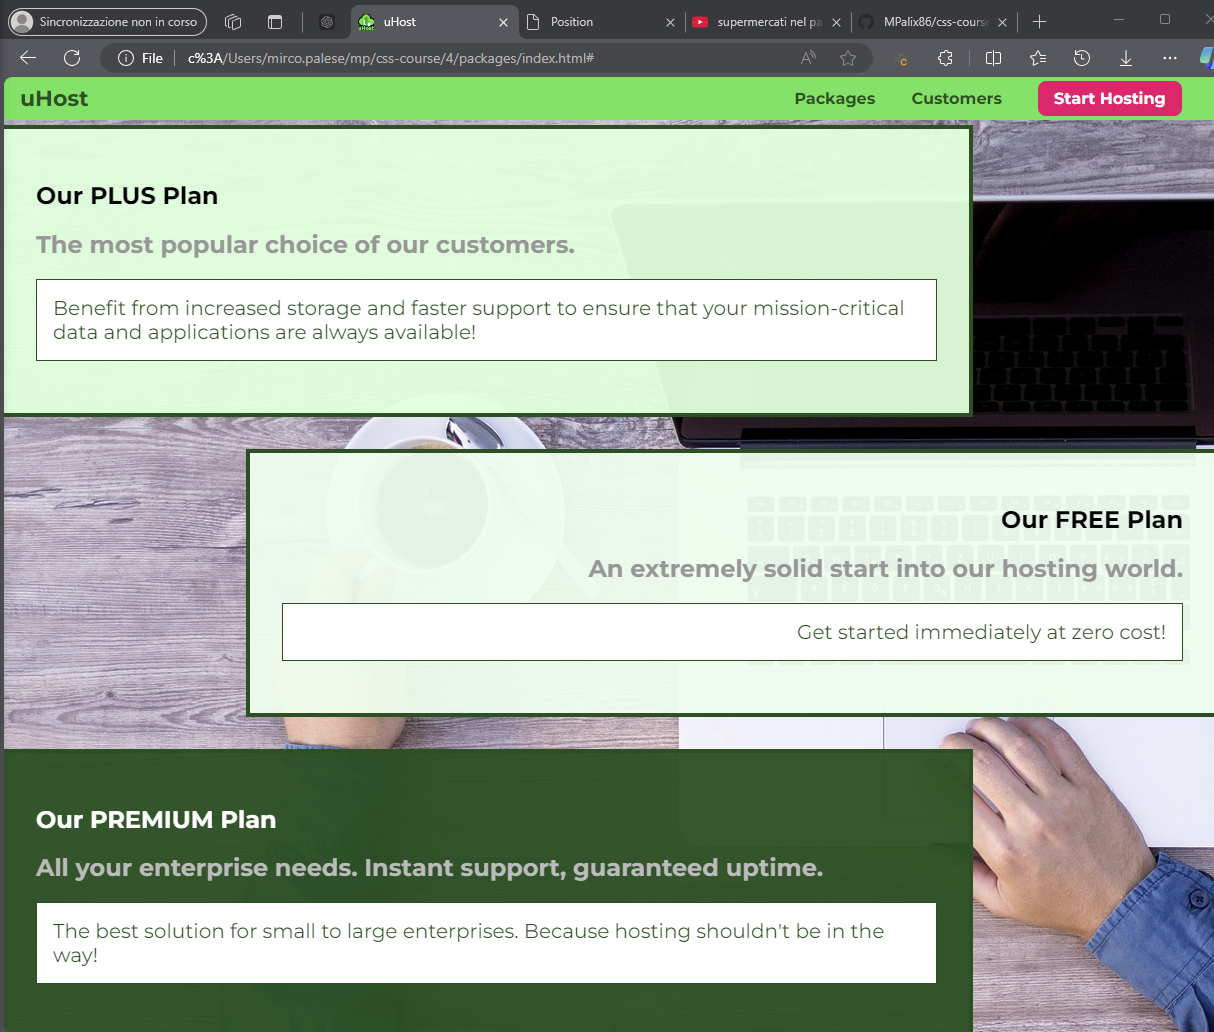 Sincronizzazione non in corso
uHost
Position
supermercati nel pa
MPalix86/css-cours
File
c%3A/Users/mirco.palese/mp/css-course/4/packages/index.html#
uHost
Packages
Customers
Start Hosting
Our PLUS Plan
The most popular choice of our customers.
Benefit from increased storage and faster support to ensure that your mission-critical
data and applications are always available!
Our FREE Plan
An extremely solid start into our hosting world.
Get started immediately at zero cost!
Our PREMIUM Plan
All your enterprise needs. Instant support, guaranteed uptime.
The best solution for small to large enterprises. Because hosting shouldn't be in the
way!